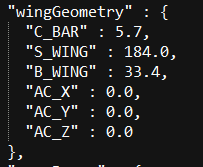 "wingGeometry" : {
"C_BAR" : 5.7,
"S_WING" : 184.0,
"B_WING" : 33.4,
"AC_X" : 0.0,
"AC_Y" : 0.0,
"AC_Z" : 0.0
},